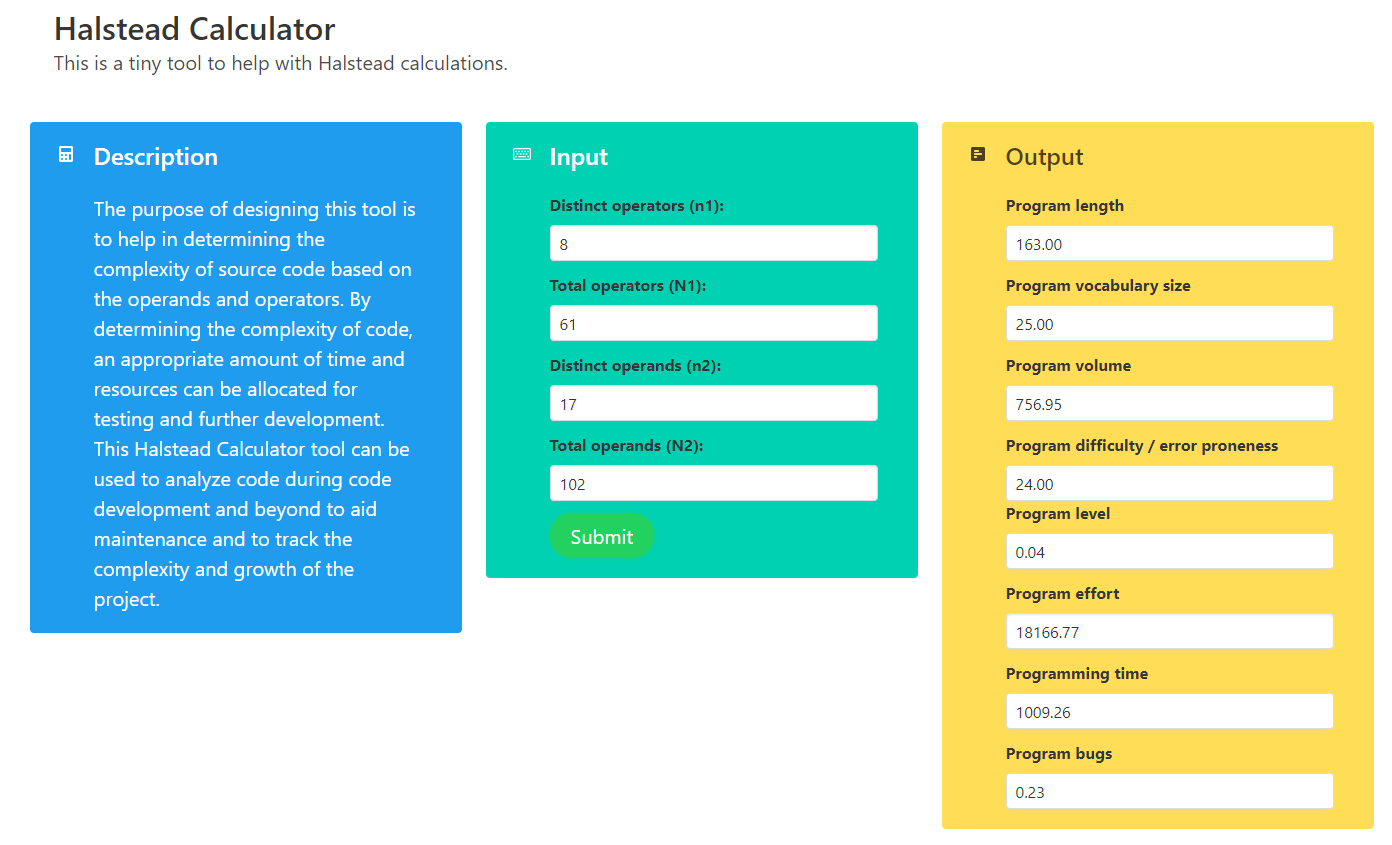 Halstead Calculator
This is a tiny tool to help with Halstead calculations.
Description
The purpose of designing this tool is
to help in determining the
complexity of source code based on
the operands and operators. By
determining the complexity of code,
an appropriate amount of time and
resources can be allocated for
testing and further development.
This Halstead Calculator tool can be
used to analyze code during code
development and beyond to aid
maintenance and to track the
complexity and growth of the
project.
Input
Distinct operators (n1):
8
Total operators (N1):
61
Distinct operands (n2):
17
Total operands (N2):
102
Submit
Output
Program length
163.00
Program vocabulary size
25.00
Program volume
756.95
Program difficulty / error proneness
24.00
Program level
0.04
Program effort
18166.77
Programming time
1009.26
Program bugs
0.23